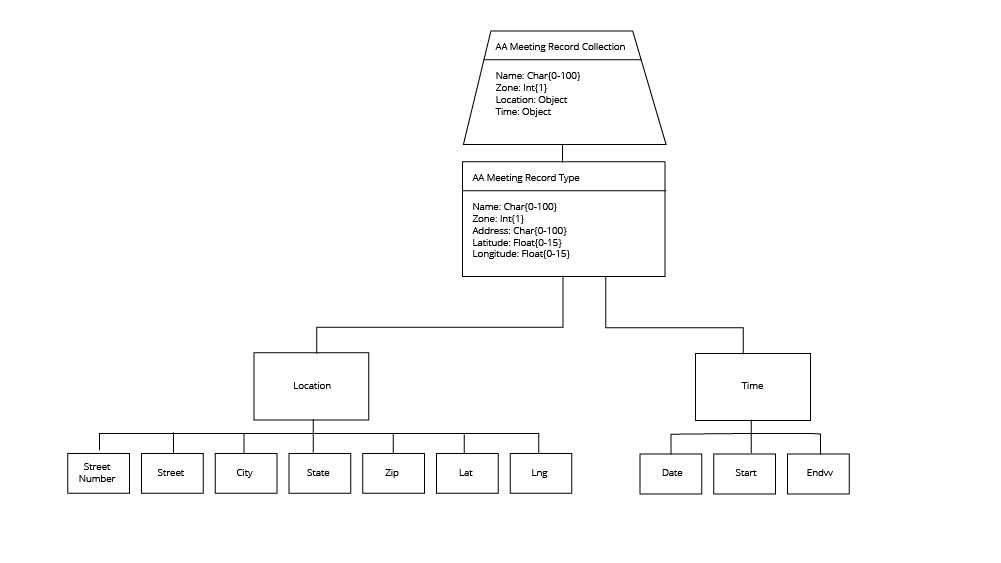 AA Meeting Record Collection
Name: Char{0-100}
Zone: Int{1}
Location: Object
Time: Object
AA Meeting Record Type
Name: Char{0-100}
Zone: Int{1}
Address: Char{0-100}
Latitude: Float{0-15}
Longitude: Float{0-15}
Location
Time
Street
Number
Street
City
State
Zip
Lat
Lng
Date
Start
Endvv